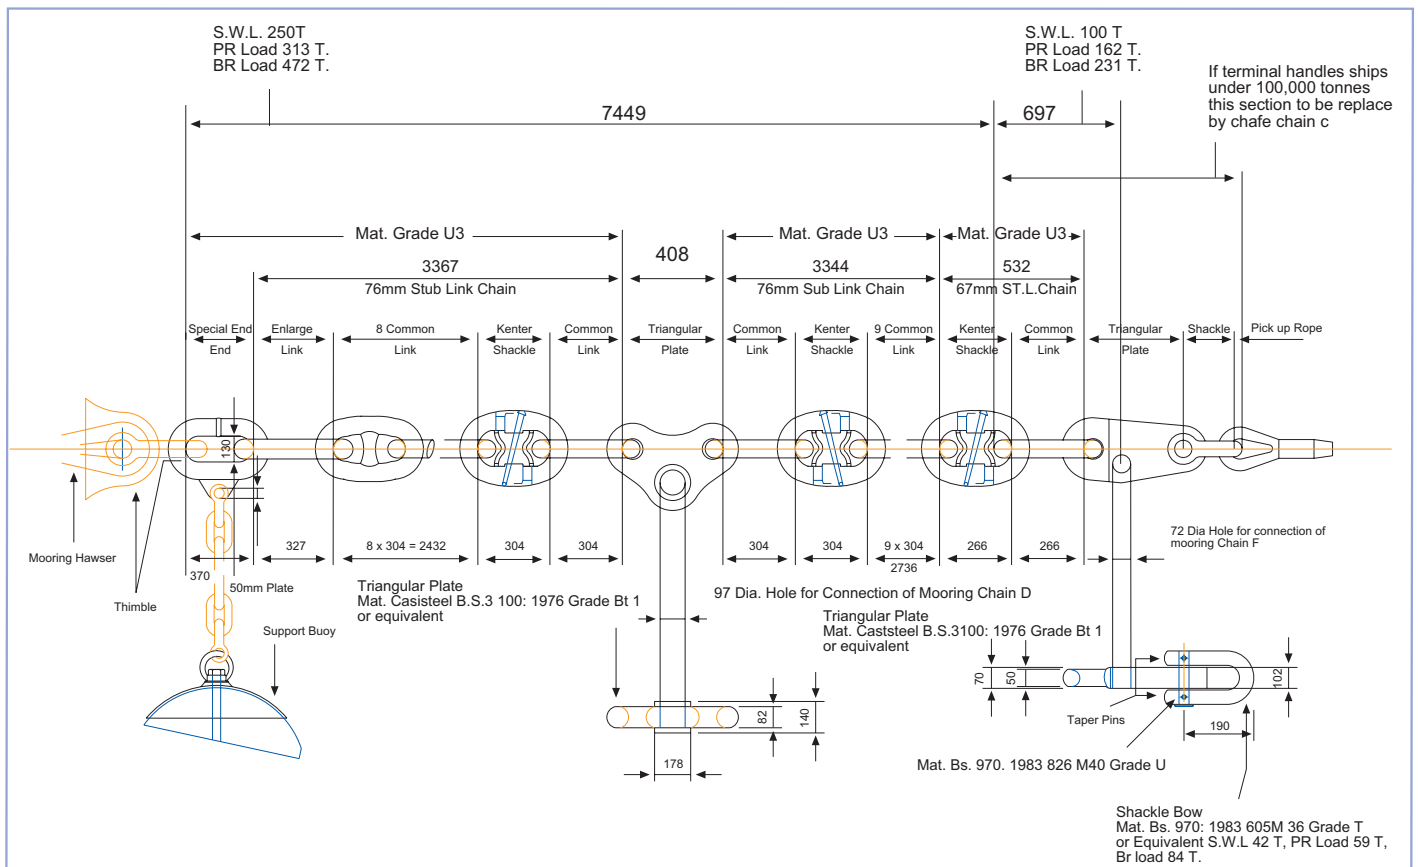 S.W.L. 250T
PR Load 313 T.
BR Load 472 T.
S.W.L. 100 T
PR Load 162 T.
BR Load 231 T.
If terminal handles ships
under 100,000 tonnes
this section to be replace
by chafe chain c
7449
697
Mat. Grade U3
408
Mat. Grade U3
Mat. Grade U3
3367
76mm Stub Link Chain
3344
76mm Sub Link Chain
532
67mm ST.L.Chain
Special End
End
Enlarge
Link
8 Common
Link
Kenter
Shackle
Common
Link
Triangular
Plate
Common
Link
Kenter
Shackle
9 Common
Link
Kenter
Shackle
Common
Link
Triangular
Plate
Shackle
Pick up Rope
130
Mooring Hawser
Thimble
370
50mm Plate
327
8 x 304 = 2432
304
304
304
304
9 x 304
2736
266
266
72 Dia Hole for connection of
mooring Chain F
Triangular Plate
Mat. Casisteel B.S.3 100: 1976 Grade Bt 1
or equivalent
97 Dia. Hole for Connection of Mooring Chain D
Triangular Plate
Mat. Caststeel B.S.3100: 1976 Grade Bt 1
or equivalent
Support Buoy
82
140
178
70
50
102
Taper Pins
190
Mat. Bs. 970. 1983 826 M40 Grade U
Shackle Bow
Mat. Bs. 970: 1983 605M 36 Grade T
or Equivalent S.W.L 42 T, PR Load 59 T,
Br load 84 T.